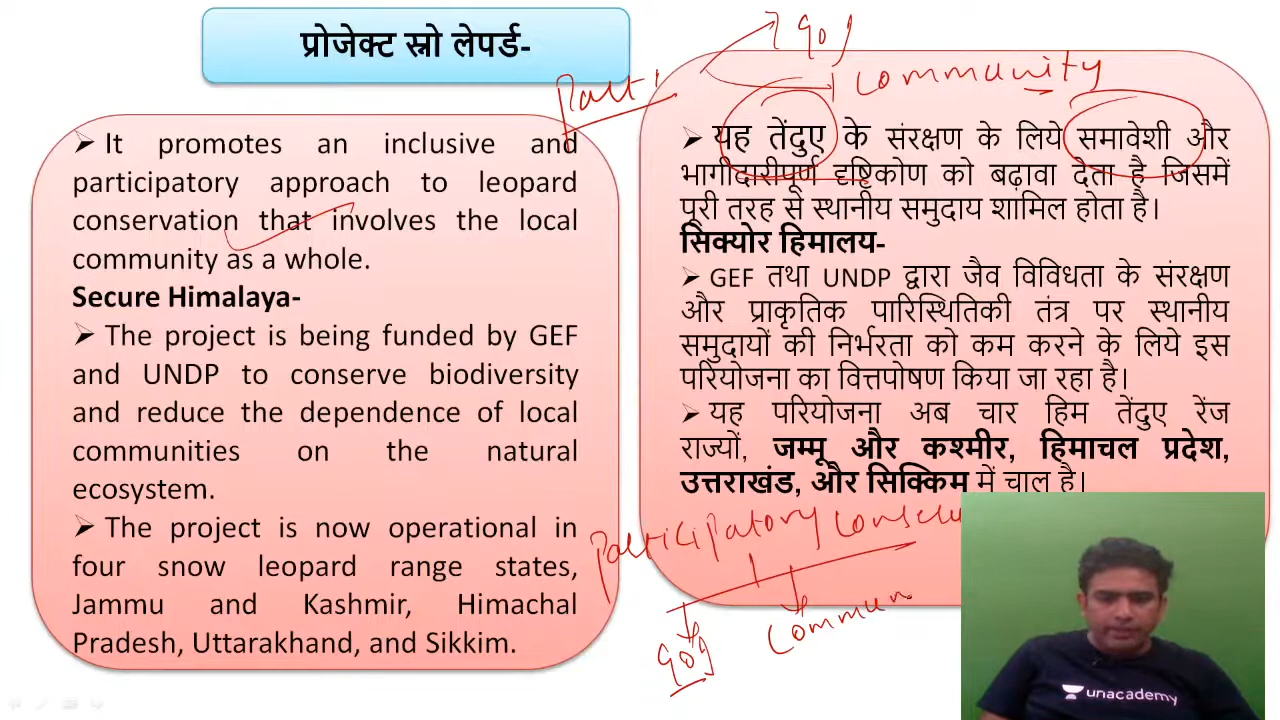 प्रोजेक्ट स्नो लेपर्ड-
➢ It promotes an inclusive and
participatory approach to leopard
conservation that involves the local
community as a whole.
Secure Himalaya-
➢ The project is being funded by GEF
and UNDP to conserve biodiversity
and reduce the dependence of local
communities on the natural
ecosystem.
➢ The project is now operational in
four snow leopard range states,
Jammu and Kashmir, Himachal
Pradesh, Uttarakhand, and Sikkim.
Parti
goi
community
➢ यह तेंदुए के संरक्षण के लिये समावेशी और
भागीदारीपूर्ण दृष्टिकोण को बढ़ावा देता है जिसमें
पूरी तरह से स्थानीय समुदाय शामिल होता है।
सिक्योर हिमालय-
➢ GEF तथा UNDP द्वारा जैव विविधता के संरक्षण
और प्राकृतिक पारिस्थितिकी तंत्र पर स्थानीय
समुदायों की निर्भरता को कम करने के लिये इस
परियोजना का वित्तपोषण किया जा रहा है।
➢ यह परियोजना अब चार हिम तेंदुए रेंज
राज्यों, जम्मू और कश्मीर, हिमाचल प्रदेश,
उत्तराखंड, और सिक्किम में चालू है।
Participatory
goi
commun
unacademy